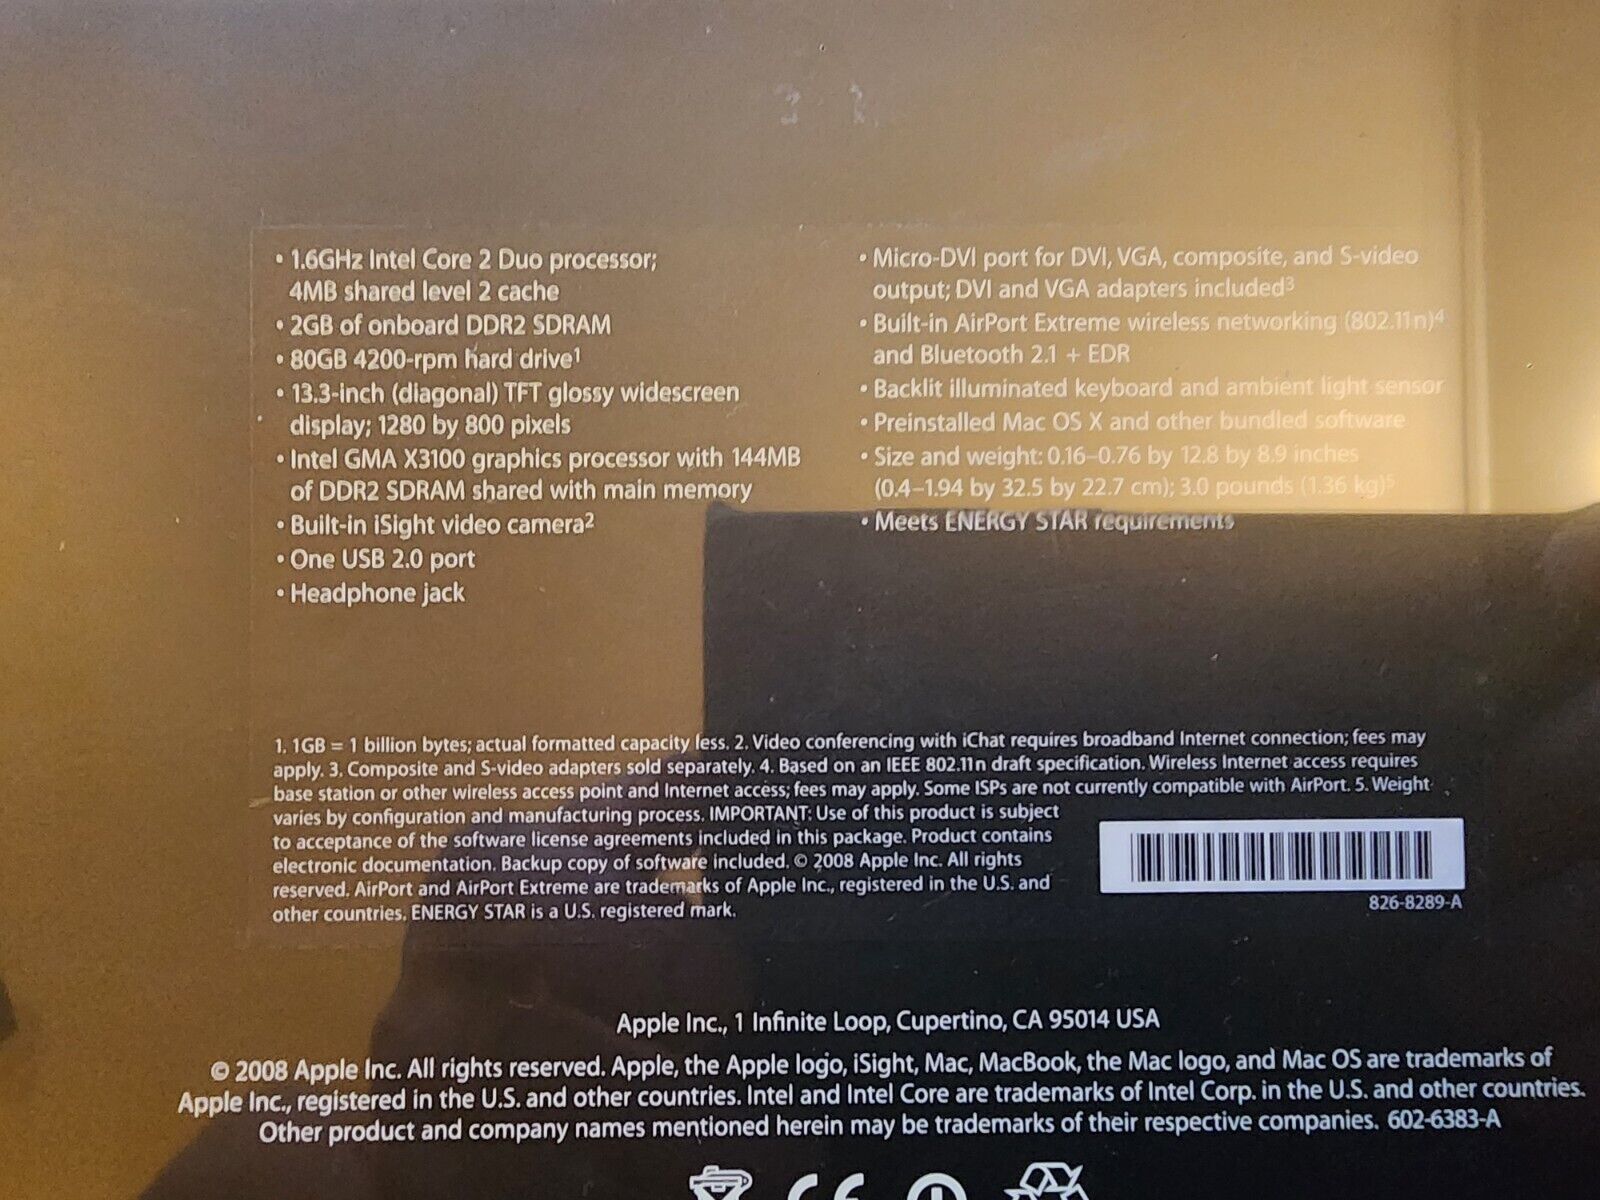 • 1.6GHz Intel Core 2 Duo processor;
4MB shared level 2 cache
• 2GB of onboard DDR2 SDRAM
• 80GB 4200-rpm hard drive¹
• 13.3-inch (diagonal) TFT glossy widescreen
display; 1280 by 800 pixels
• Intel GMA X3100 graphics processor with 144MB
of DDR2 SDRAM shared with main memory
• Built-in iSight video camera²
• One USB 2.0 port
• Headphone jack
• Micro-DVI port for DVI, VGA, composite, and S-video
output; DVI and VGA adapters included³
• Built-in AirPort Extreme wireless networking (802.11n)⁴
and Bluetooth 2.1 + EDR
• Backlit illuminated keyboard and ambient light sensor
• Preinstalled Mac OS X and other bundled software
• Size and weight: 0.16–0.76 by 12.8 by 8.9 inches
(0.4–1.94 by 32.5 by 22.7 cm); 3.0 pounds (1.36 kg)⁵
• Meets ENERGY STAR requirements
1. 1GB = 1 billion bytes; actual formatted capacity less. 2. Video conferencing with iChat requires broadband Internet connection; fees may
apply. 3. Composite and S-video adapters sold separately. 4. Based on an IEEE 802.11n draft specification. Wireless Internet access requires
base station or other wireless access point and Internet access; fees may apply. Some ISPs are not currently compatible with AirPort. 5. Weight
varies by configuration and manufacturing process. IMPORTANT: Use of this product is subject
to acceptance of the software license agreements included in this package. Product contains
electronic documentation. Backup copy of software included. © 2008 Apple Inc. All rights
reserved. AirPort and AirPort Extreme are trademarks of Apple Inc., registered in the U.S. and
other countries. ENERGY STAR is a U.S. registered mark.
826-8289-A
Apple Inc., 1 Infinite Loop, Cupertino, CA 95014 USA
© 2008 Apple Inc. All rights reserved. Apple, the Apple logo, iSight, Mac, MacBook, the Mac logo, and Mac OS are trademarks of
Apple Inc., registered in the U.S. and other countries. Intel and Intel Core are trademarks of Intel Corp. in the U.S. and other countries.
Other product and company names mentioned herein may be trademarks of their respective companies. 602-6383-A